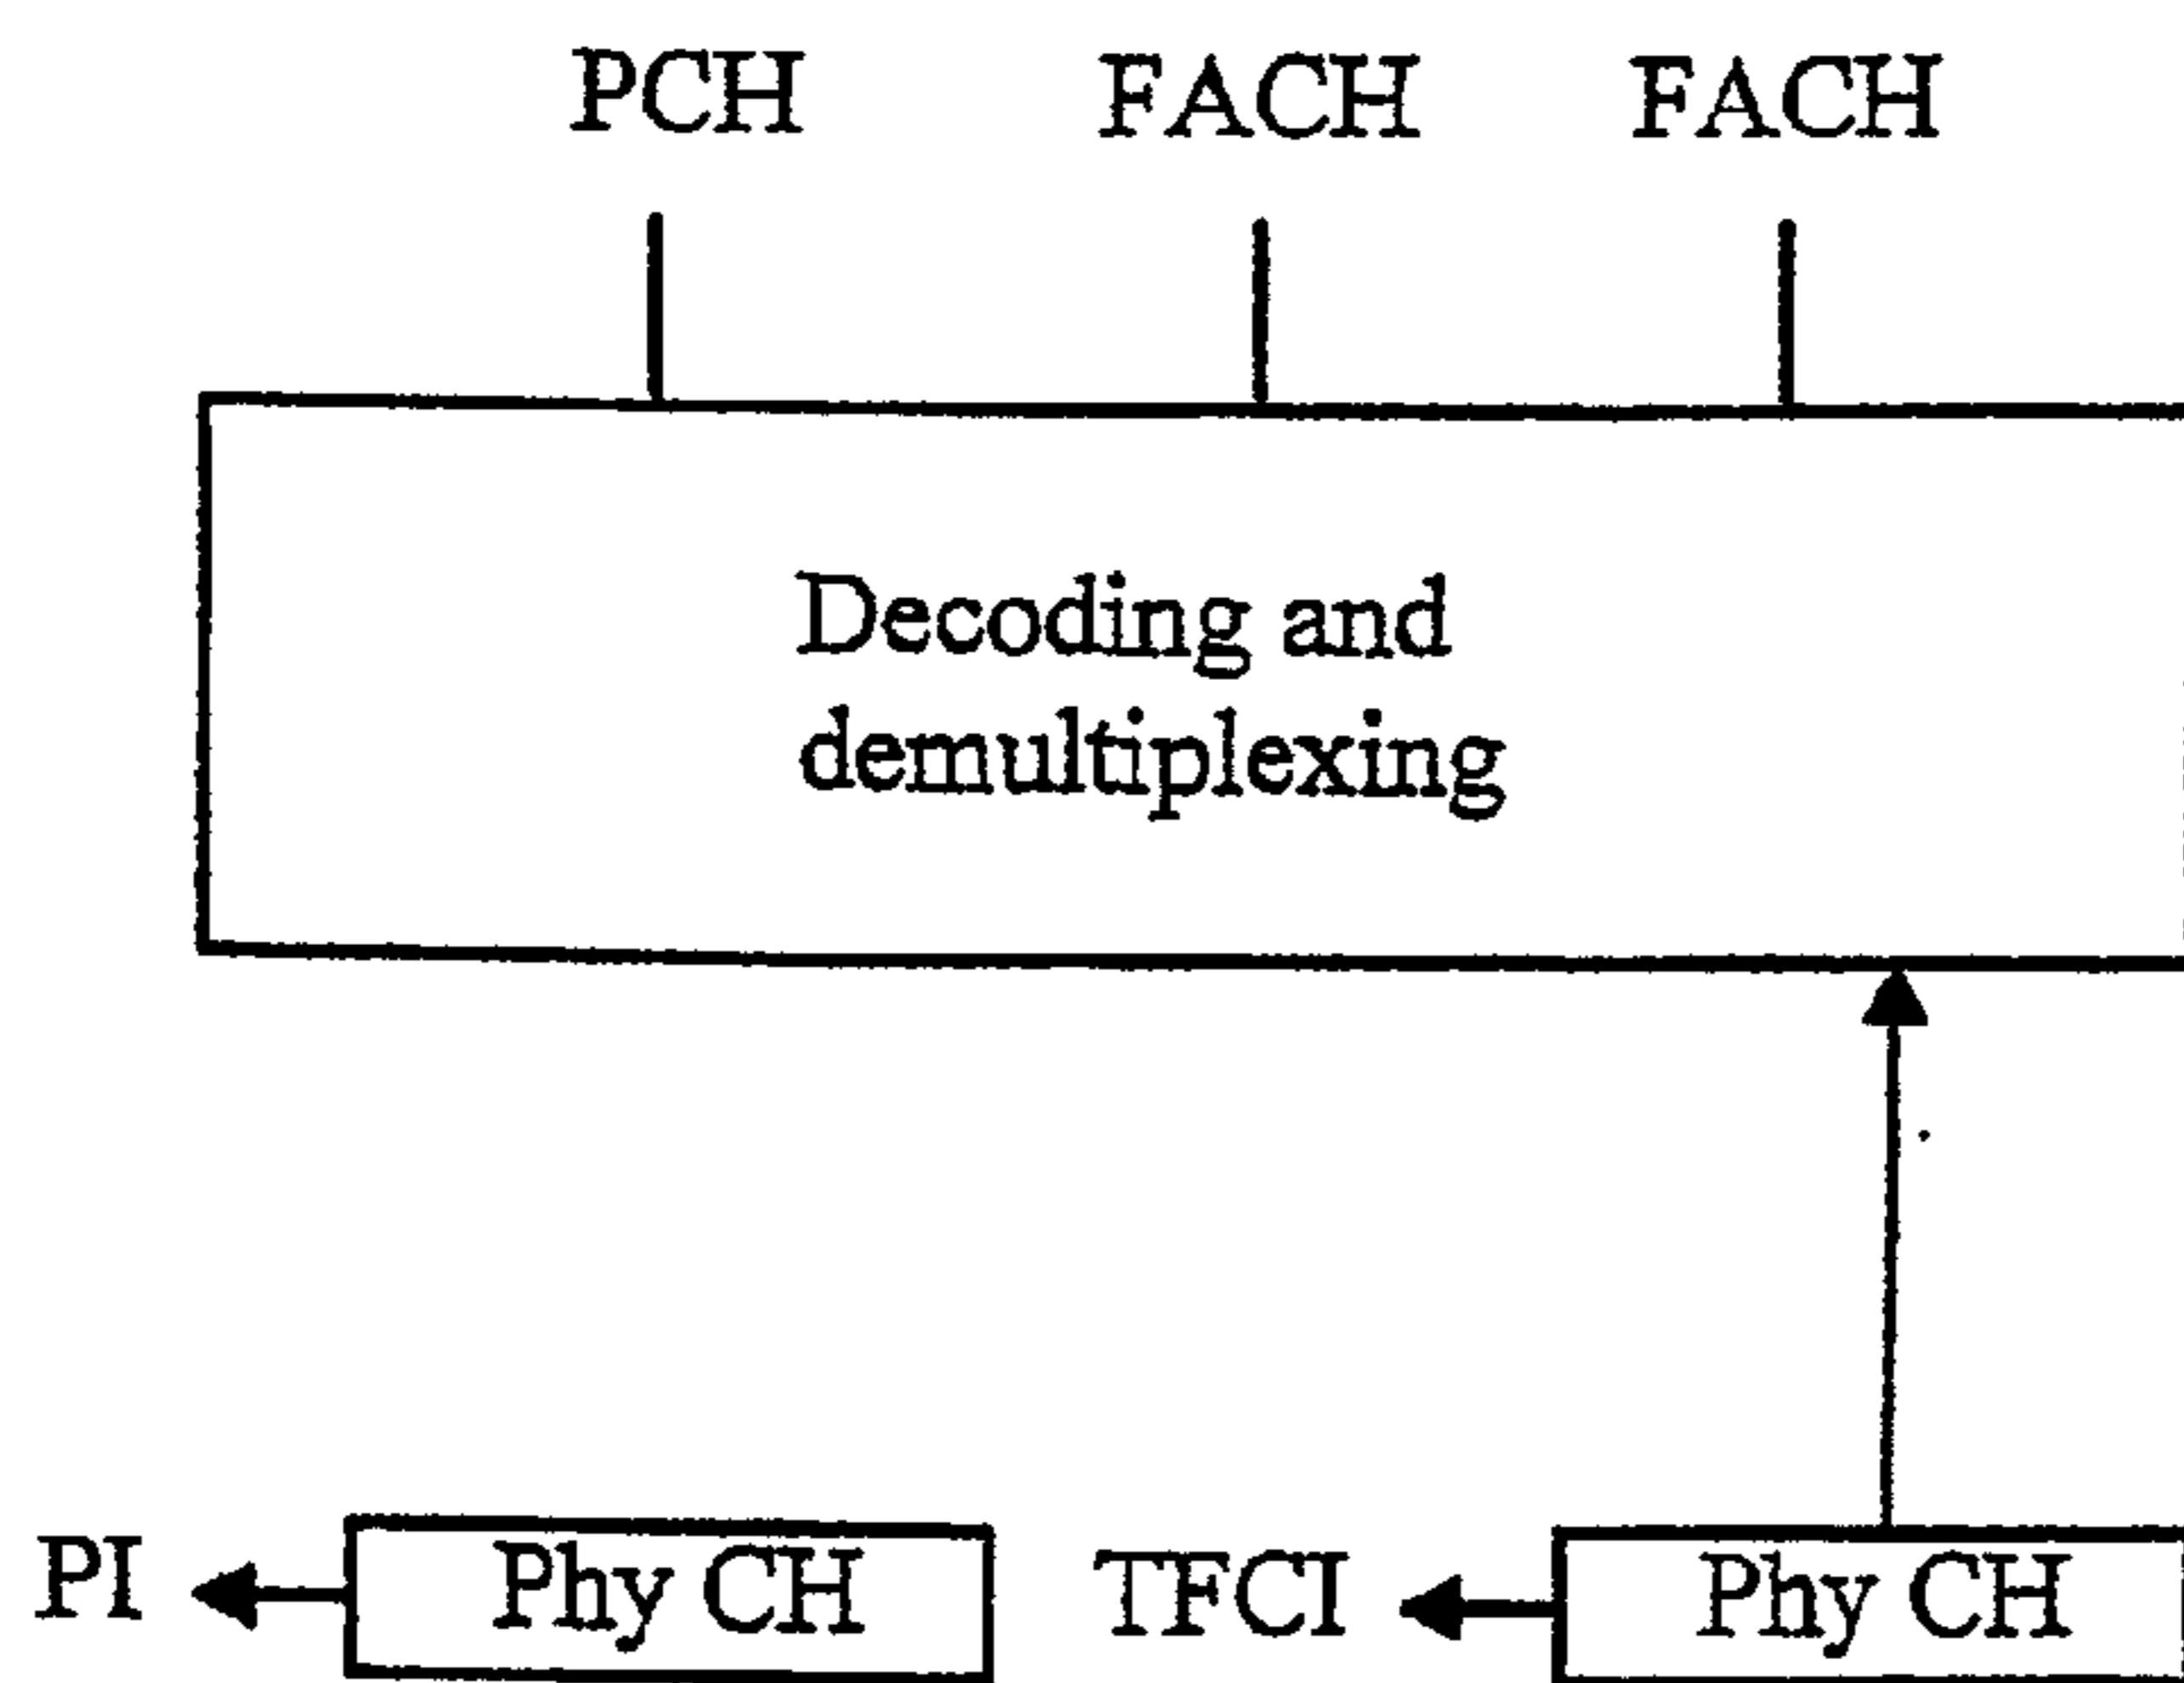 PCH FACH FACH
Decoding and
demultiplexing
PI Phy CH TFCI Phy CH